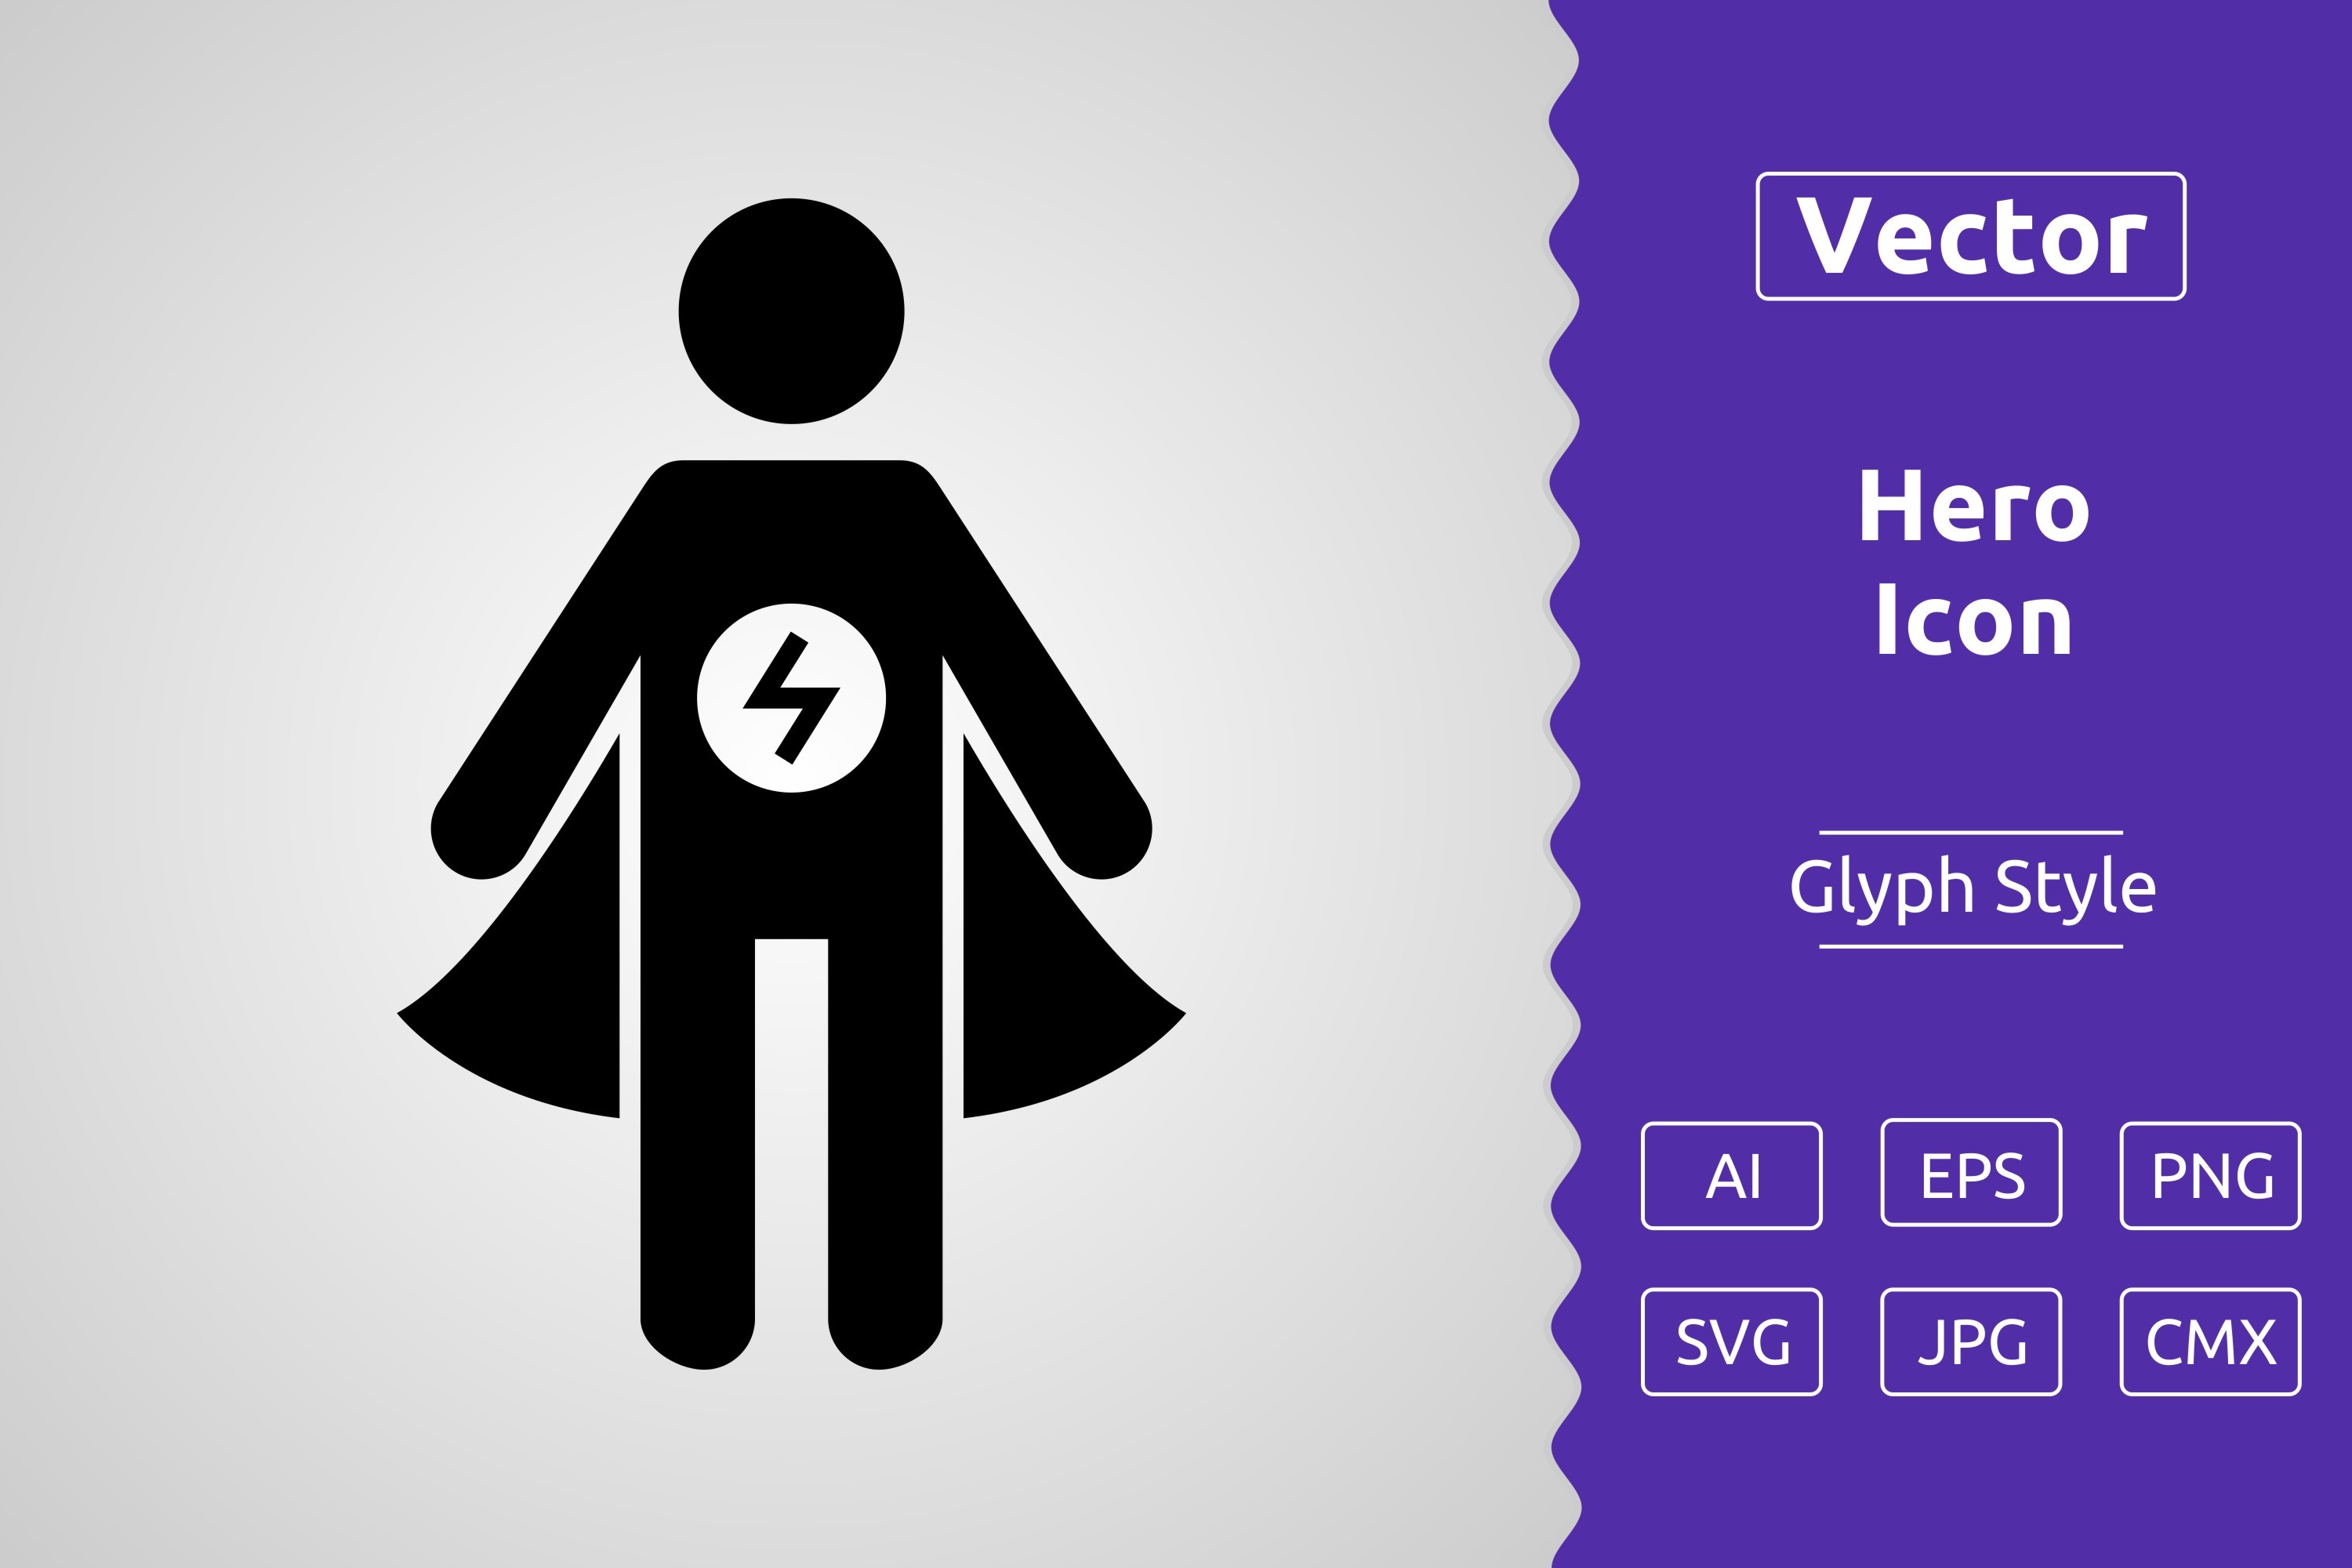 Vector
Hero
Icon
Glyph Style
AI EPS PNG
SVG JPG CMX